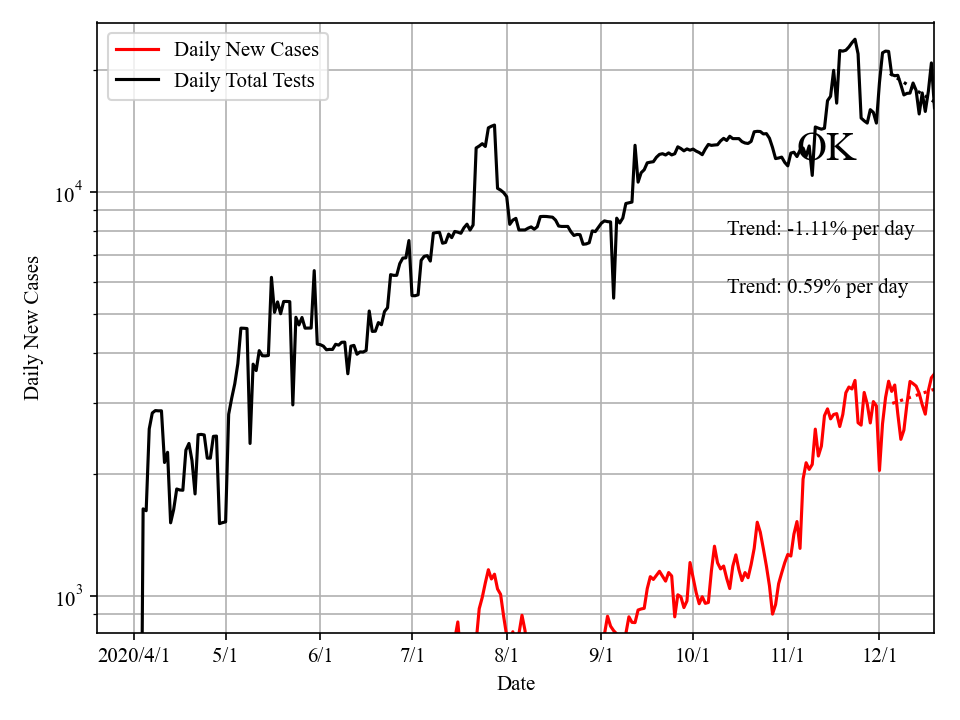 Daily New Cases
Daily Total Tests
OK
10^4
Trend: -1.11% per day
Trend: 0.59% per day
Daily New Cases
10^3
2020/4/1 5/1 6/1 7/1 8/1 9/1 10/1 11/1 12/1
Date